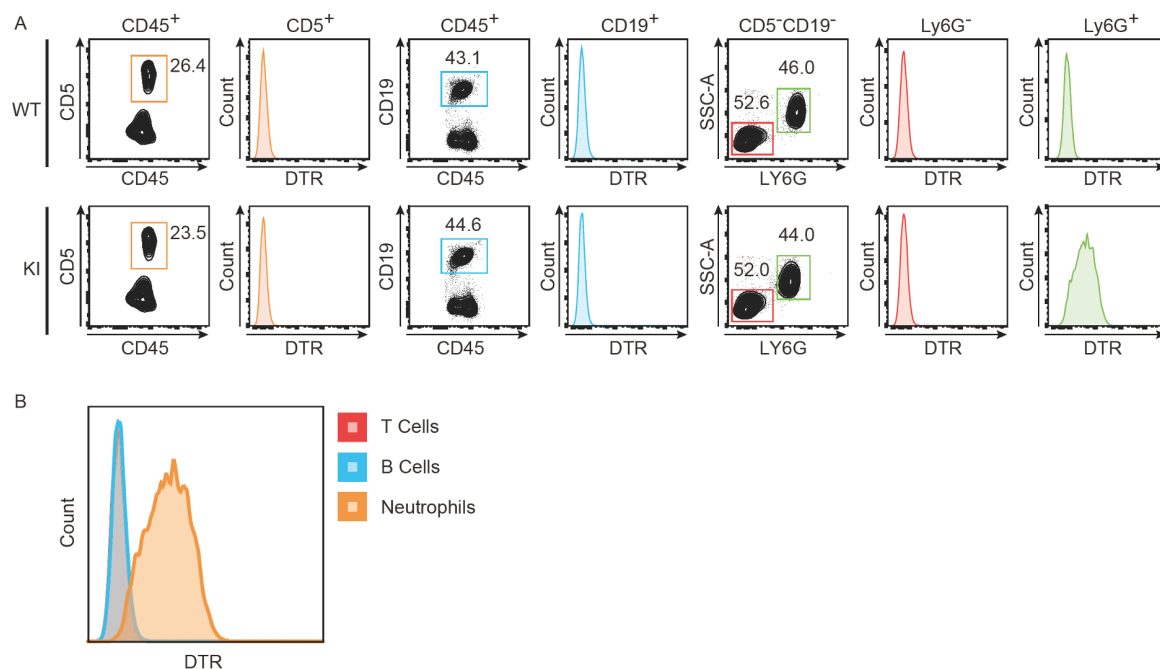 A
CD45⁺ CD5⁺ CD45⁺ CD19⁺ CD5⁻CD19⁻ Ly6G⁻ Ly6G⁺
WT
CD5 26.4 CD45
Count DTR
CD19 43.1 CD45
Count DTR
SSC-A 52.6 46.0 LY6G
Count DTR
Count DTR
KI
CD5 23.5 CD45
Count DTR
CD19 44.6 CD45
Count DTR
SSC-A 52.0 44.0 LY6G
Count DTR
Count DTR
B
Count
DTR
T Cells
B Cells
Neutrophils